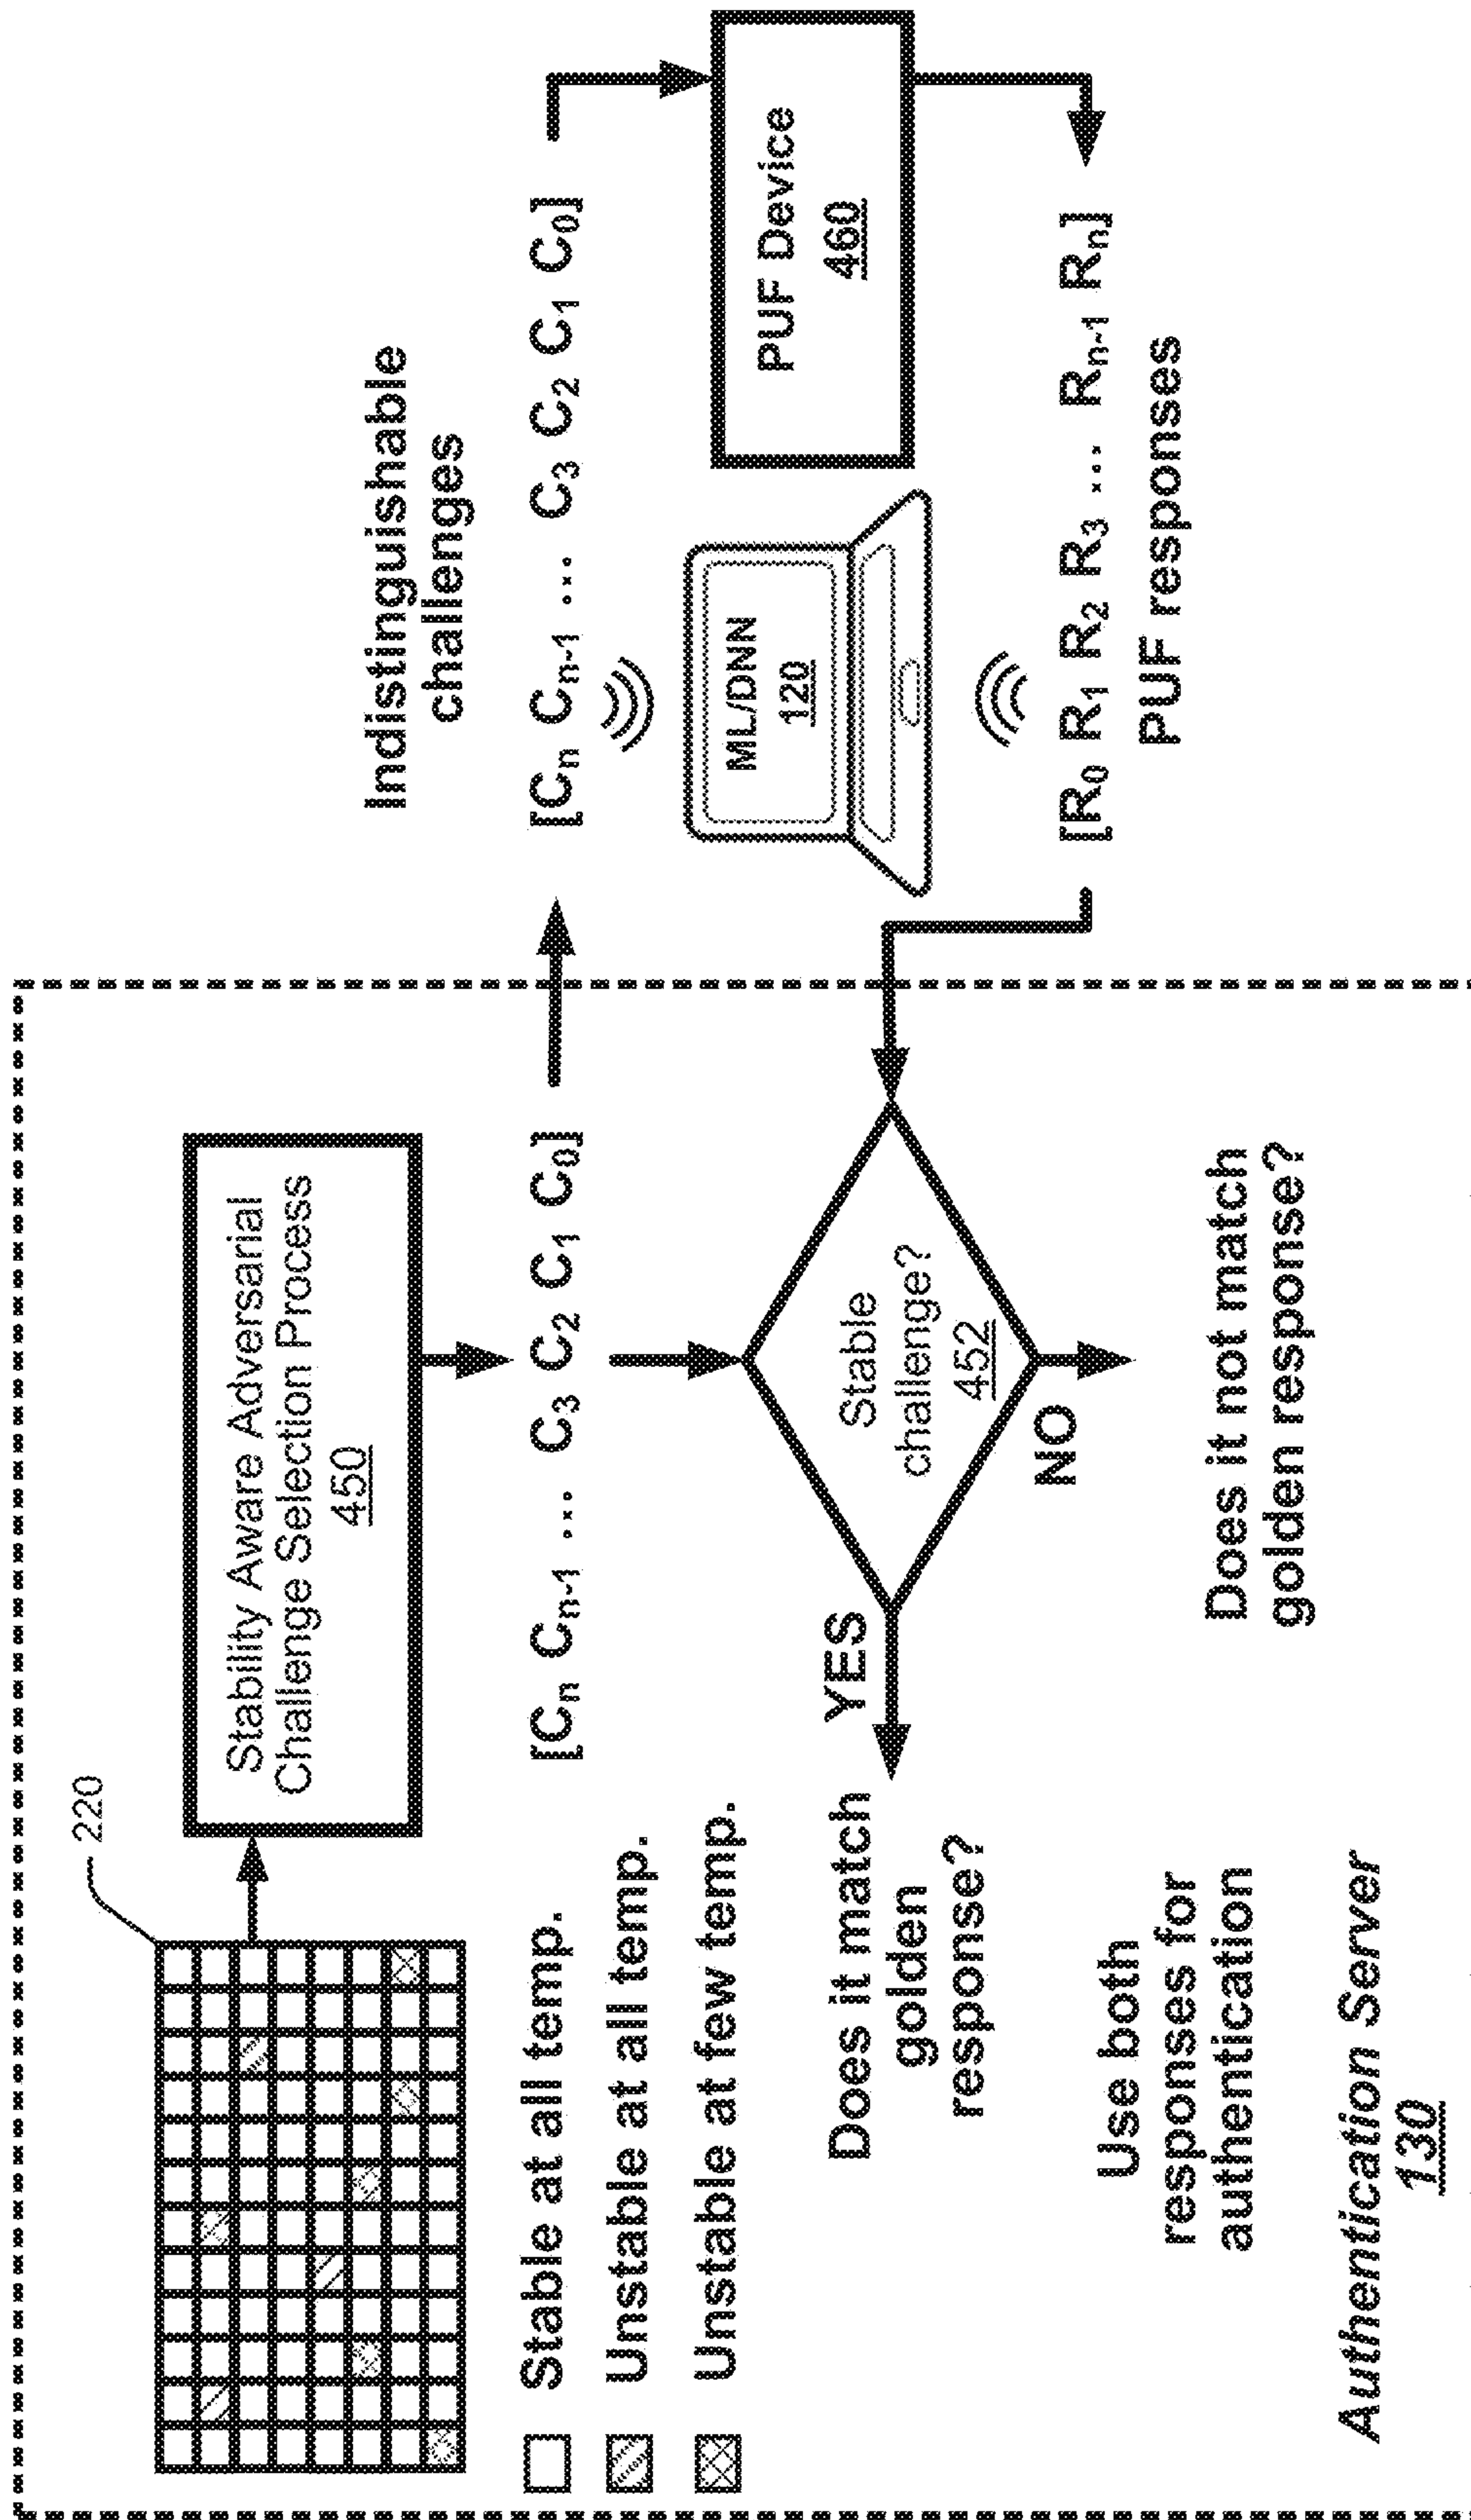 220
Stability Aware Adversarial
Challenge Selection Process
450
Stable at all temp.
Unstable at all temp.
Unstable at few temp.
[Cn Cn-1 ... C3 C2 C1 C0]
Indistinguishable
challenges
[Cn Cn-1 ... C3 C2 C1 C0]
ML/DNN
120
PUF Device
460
[R0 R1 R2 R3 ... Rn-1 Rn]
PUF responses
Stable
challenge?
452
YES
NO
Does it match
golden
response?
Does it not match
golden response?
Use both
responses for
authentication
Authentication Server
130